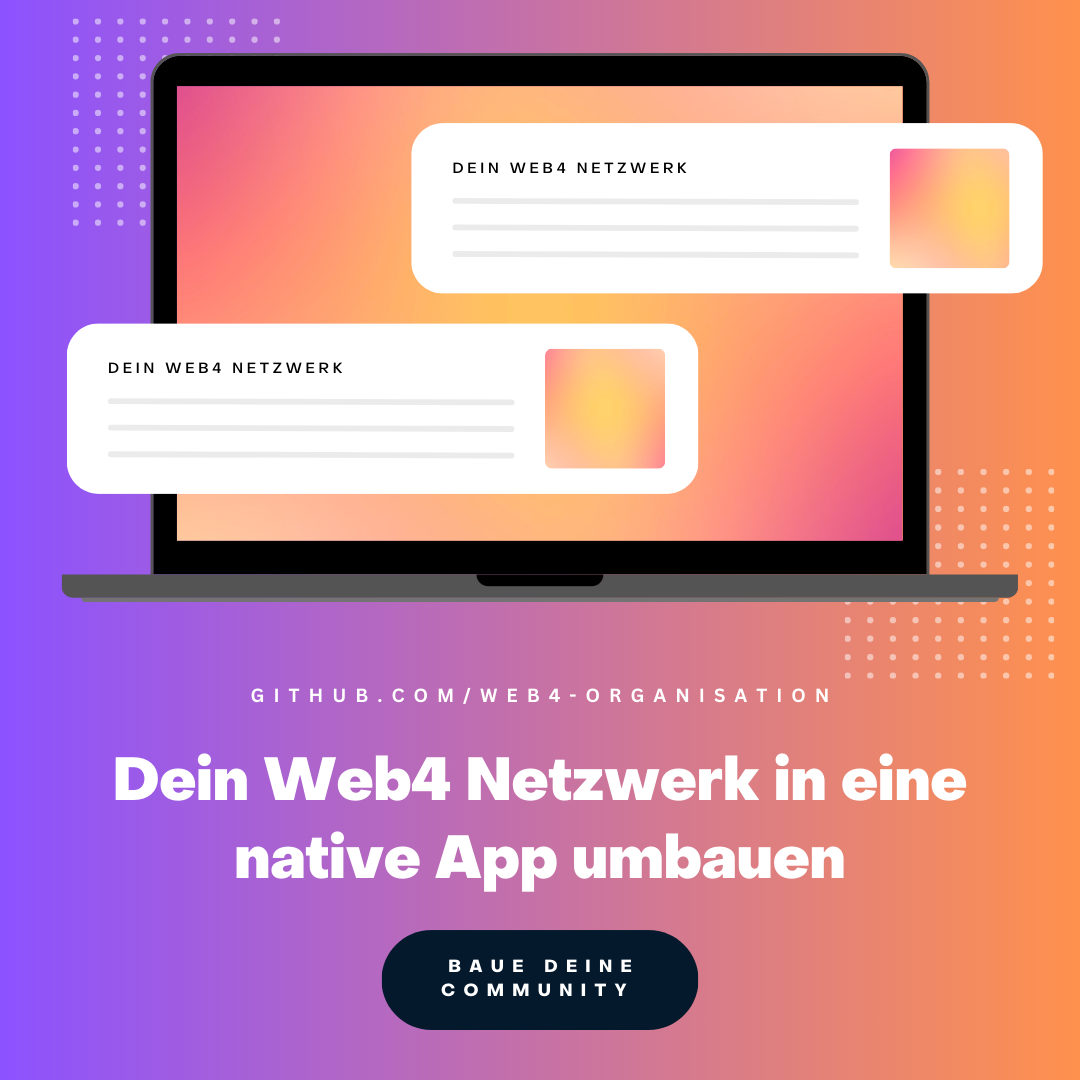 DEIN WEB4 NETZWERK
DEIN WEB4 NETZWERK
GITHUB.COM/WEB4-ORGANISATION
Dein Web4 Netzwerk in eine
native App umbauen
BAUE DEINE
COMMUNITY